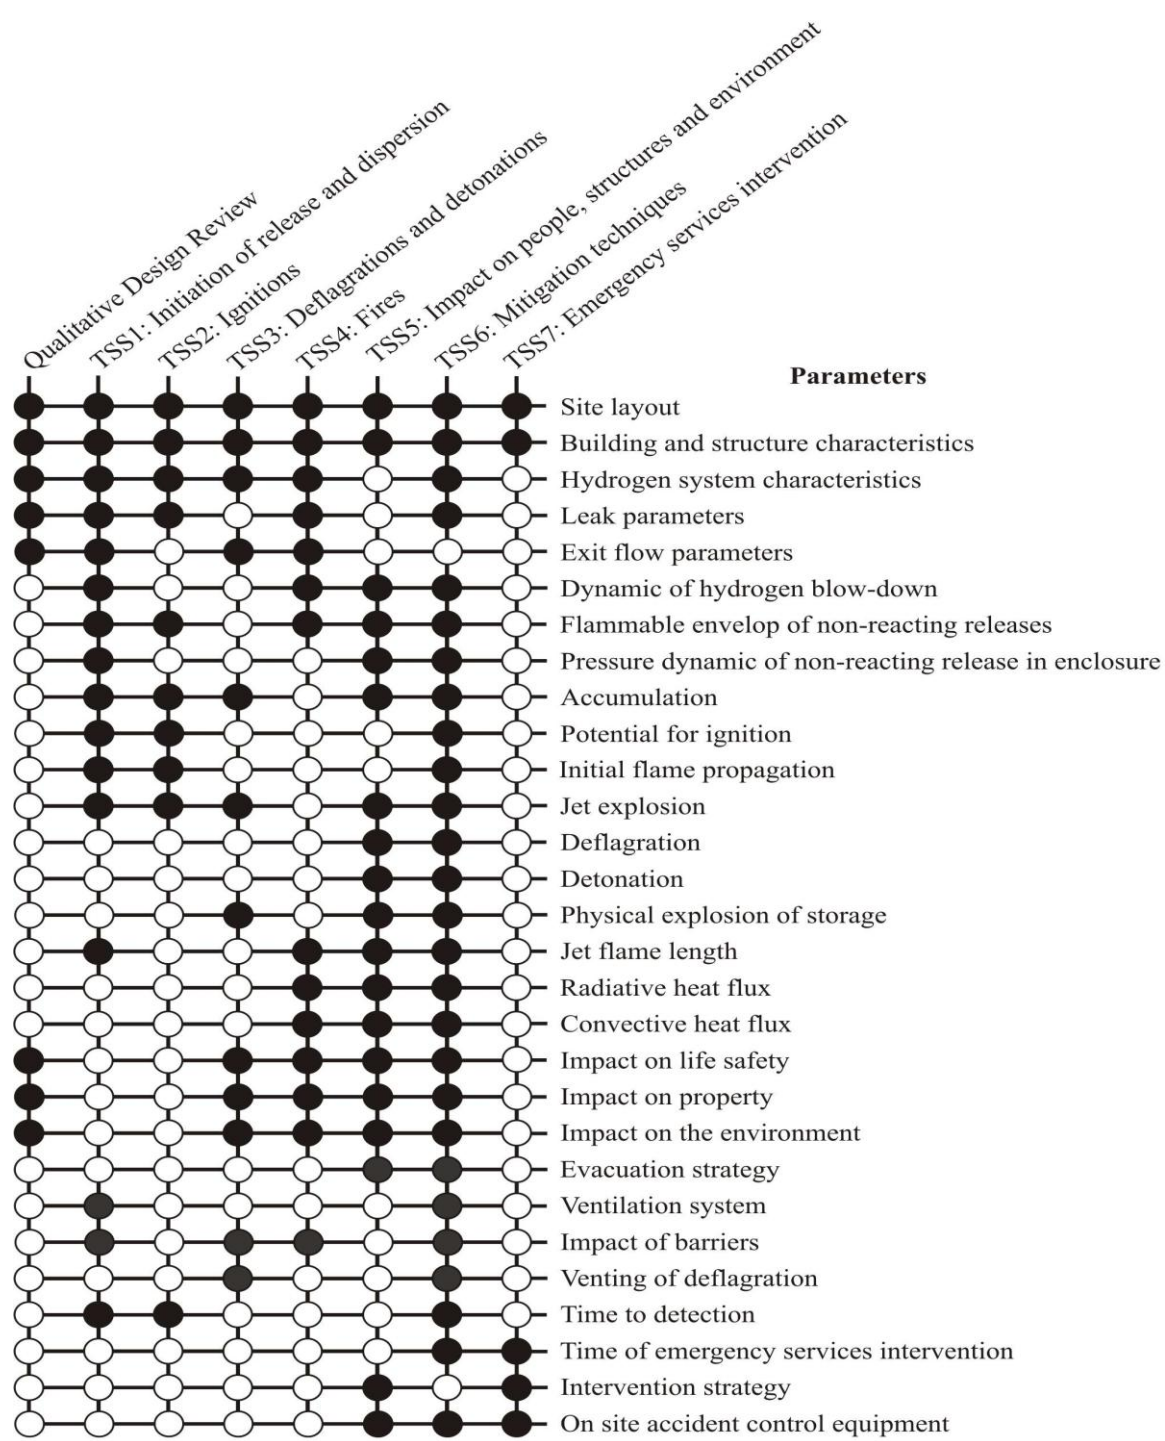 Qualitative Design Review
TSS1: Initiation of release and dispersion
TSS2: Ignitions
TSS3: Deflagrations and detonations
TSS4: Fires
TSS5: Impact on people, structures and environment
TSS6: Mitigation techniques
TSS7: Emergency services intervention
Parameters
Site layout
Building and structure characteristics
Hydrogen system characteristics
Leak parameters
Exit flow parameters
Dynamic of hydrogen blow-down
Flammable envelop of non-reacting releases
Pressure dynamic of non-reacting release in enclosure
Accumulation
Potential for ignition
Initial flame propagation
Jet explosion
Deflagration
Detonation
Physical explosion of storage
Jet flame length
Radiative heat flux
Convective heat flux
Impact on life safety
Impact on property
Impact on the environment
Evacuation strategy
Ventilation system
Impact of barriers
Venting of deflagration
Time to detection
Time of emergency services intervention
Intervention strategy
On site accident control equipment